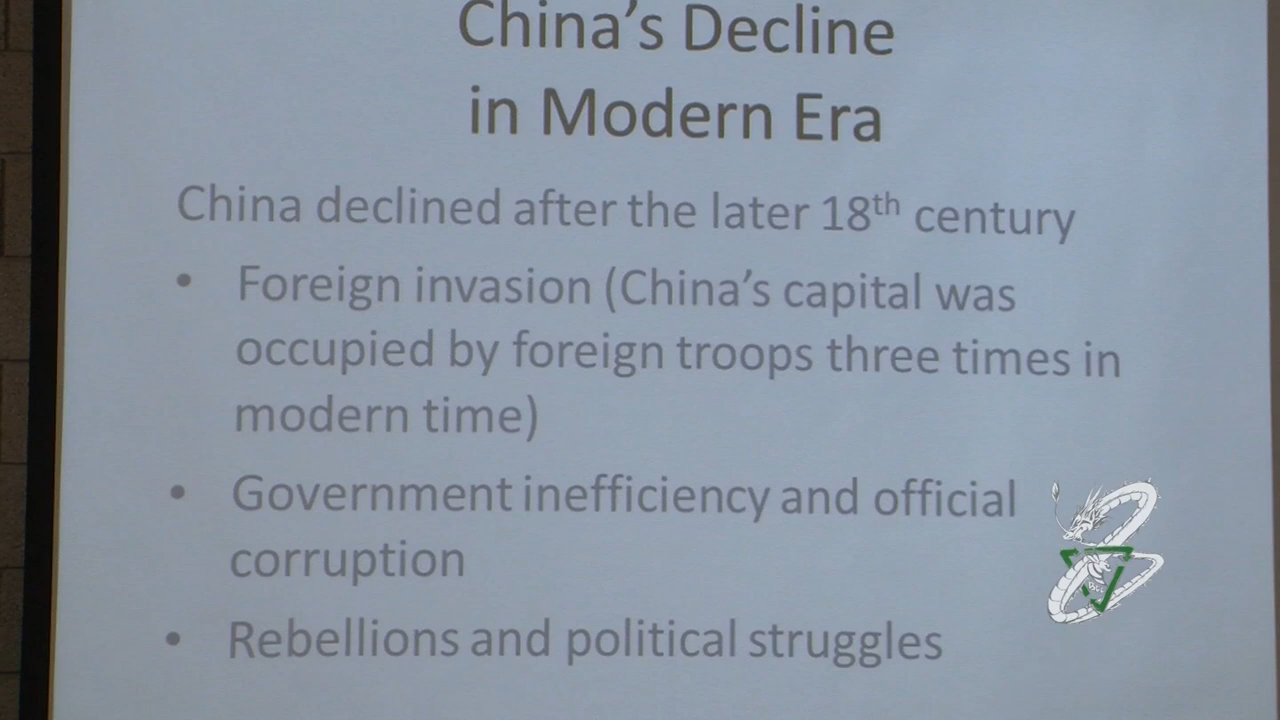 China’s Decline
in Modern Era
China declined after the later 18th century
• Foreign invasion (China’s capital was
occupied by foreign troops three times in
modern time)
• Government inefficiency and official
corruption
• Rebellions and political struggles